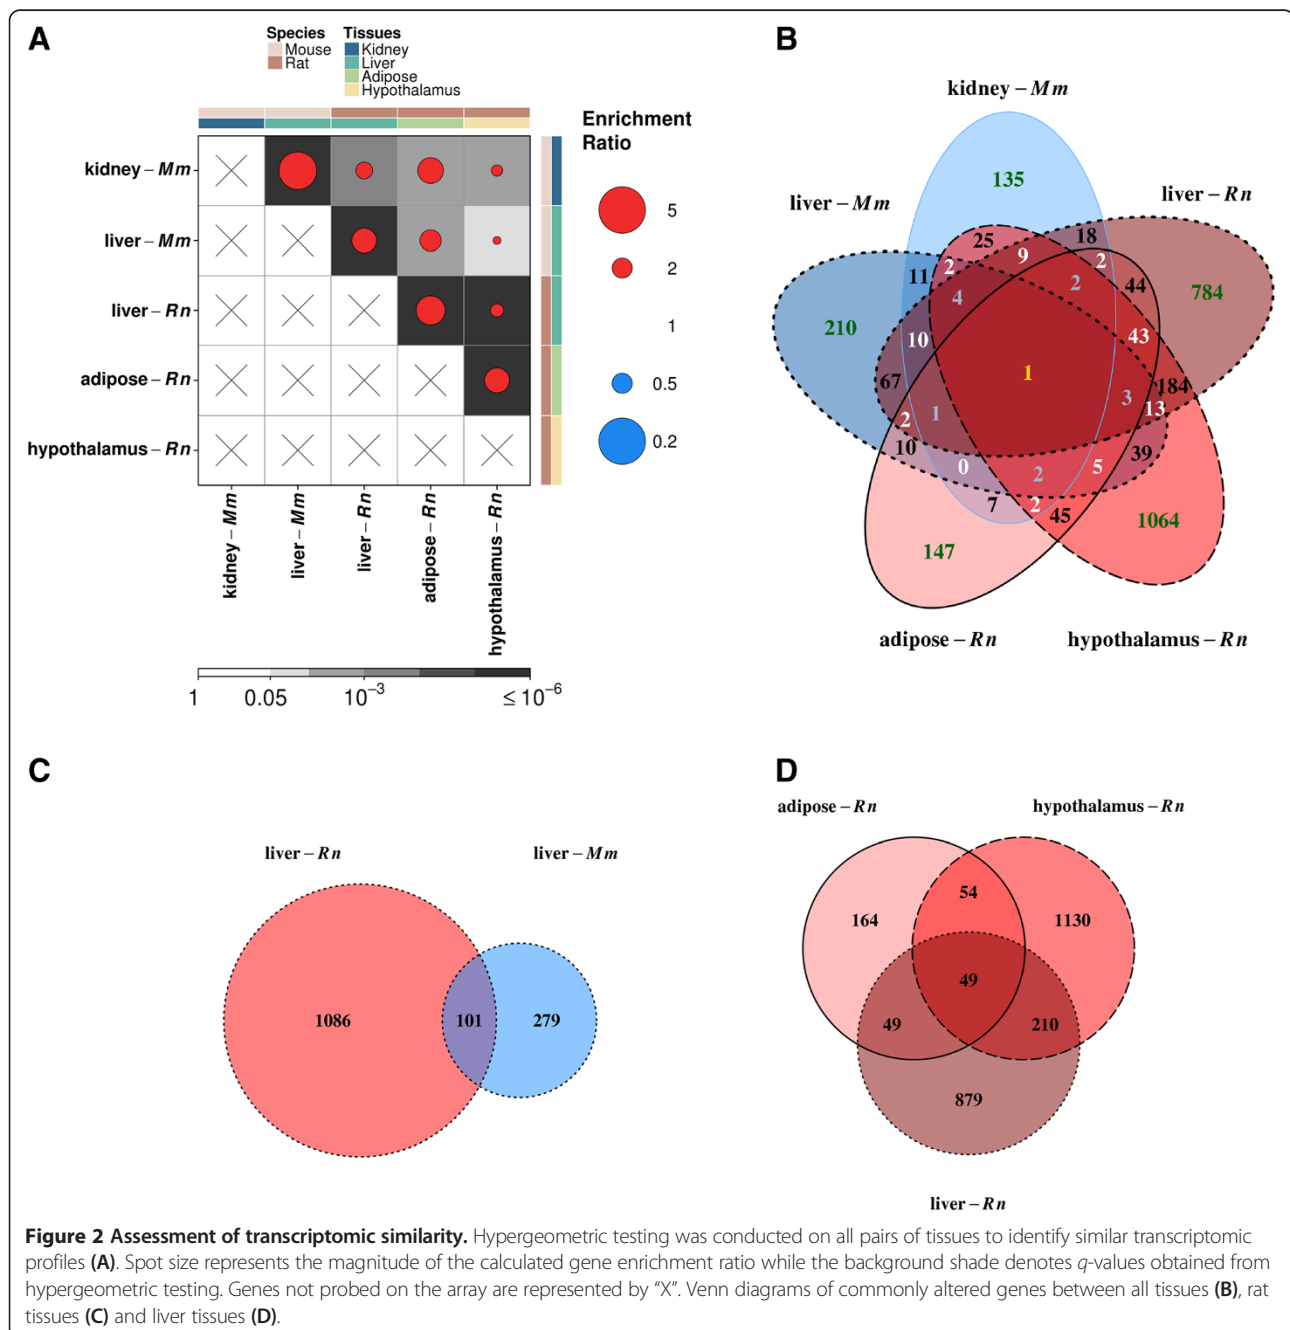 A
Species
Mouse
Rat
Tissues
Kidney
Liver
Adipose
Hypothalamus
kidney – Mm
liver – Mm
liver – Rn
adipose – Rn
hypothalamus – Rn
kidney – Mm
liver – Mm
liver – Rn
adipose – Rn
hypothalamus – Rn
1 0.05 10⁻³ ≤ 10⁻⁶
Enrichment
Ratio
5
2
1
0.5
0.2
B
kidney – Mm
liver – Mm
liver – Rn
135
25
18
2
9
2
11
4
2
44
784
210
10
43
1
67
184
3
13
2
1
10
0
2
5
39
7
2
45
1064
147
adipose – Rn
hypothalamus – Rn
C
liver – Rn
liver – Mm
1086
101
279
D
adipose – Rn
hypothalamus – Rn
54
164
1130
49
49
210
879
liver – Rn
Figure 2 Assessment of transcriptomic similarity. Hypergeometric testing was conducted on all pairs of tissues to identify similar transcriptomic
profiles (A). Spot size represents the magnitude of the calculated gene enrichment ratio while the background shade denotes q-values obtained from
hypergeometric testing. Genes not probed on the array are represented by “X”. Venn diagrams of commonly altered genes between all tissues (B), rat
tissues (C) and liver tissues (D).